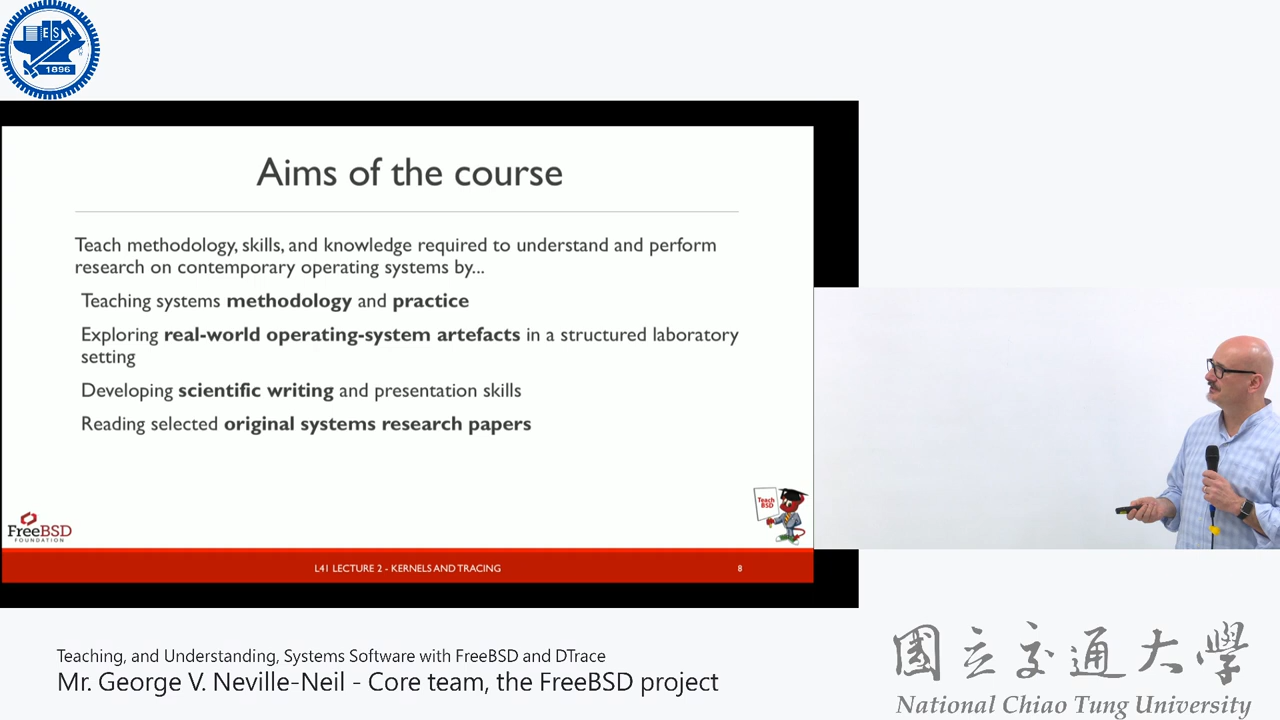 ESA
1896
Aims of the course
Teach methodology, skills, and knowledge required to understand and perform
research on contemporary operating systems by...
Teaching systems methodology and practice
Exploring real-world operating-system artefacts in a structured laboratory
setting
Developing scientific writing and presentation skills
Reading selected original systems research papers
Teach
BSD
FreeBSD
FOUNDATION
L41 LECTURE 2 - KERNELS AND TRACING
8
Teaching, and Understanding, Systems Software with FreeBSD and DTrace
Mr. George V. Neville-Neil - Core team, the FreeBSD project
國立交通大學
National Chiao Tung University